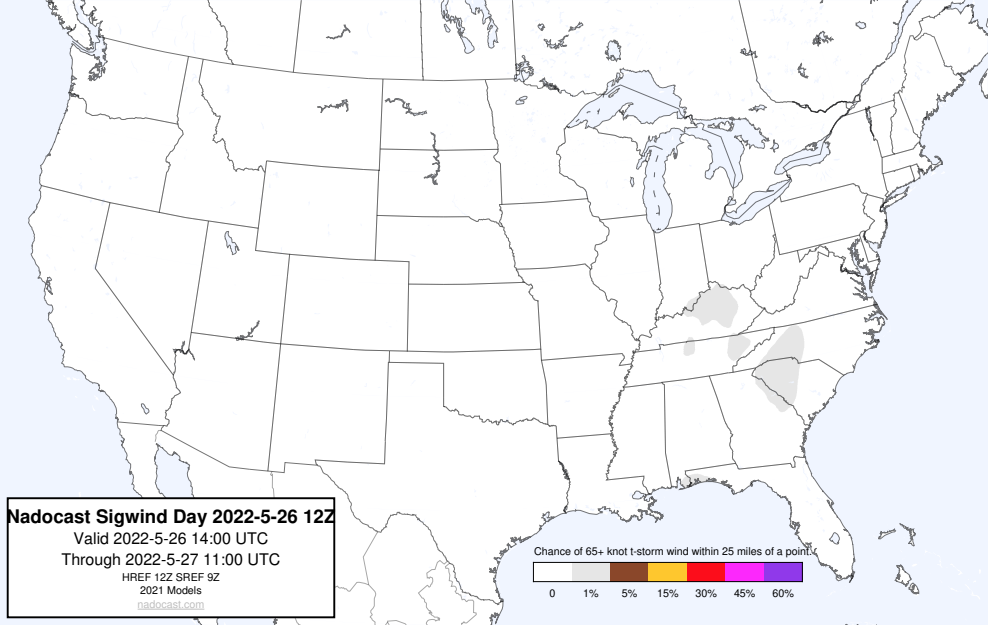 Nadocast Sigwind Day 2022-5-26 12Z
Valid 2022-5-26 14:00 UTC
Through 2022-5-27 11:00 UTC
HREF 12Z SREF 9Z
2021 Models
nadocast.com
Chance of 65+ knot t-storm wind within 25 miles of a point.
0 1% 5% 15% 30% 45% 60%